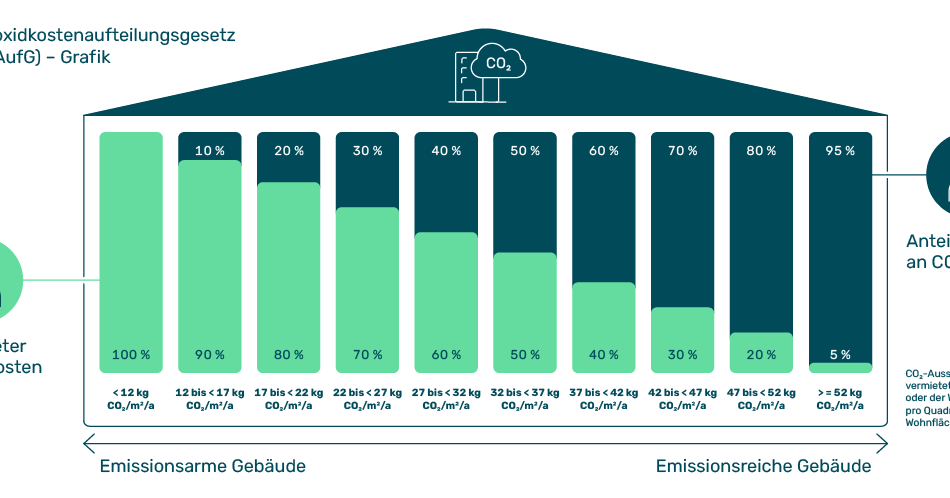 oxidkostenaufteilungsgesetz
AufG) – Grafik
CO₂
10 % 20 % 30 % 40 % 50 % 60 % 70 % 80 % 95 %
100 % 90 % 80 % 70 % 60 % 50 % 40 % 30 % 20 % 5 %
< 12 kg 12 bis < 17 kg 17 bis < 22 kg 22 bis < 27 kg 27 bis < 32 kg 32 bis < 37 kg 37 bis < 42 kg 42 bis < 47 kg 47 bis < 52 kg > = 52 kg
CO₂/m²/a CO₂/m²/a CO₂/m²/a CO₂/m²/a CO₂/m²/a CO₂/m²/a CO₂/m²/a CO₂/m²/a CO₂/m²/a CO₂/m²/a
Emissionsarme Gebäude Emissionsreiche Gebäude
eter
osten
Antei
an CO
CO₂-Auss
vermietet
oder der W
pro Quadr
Wohnfläc